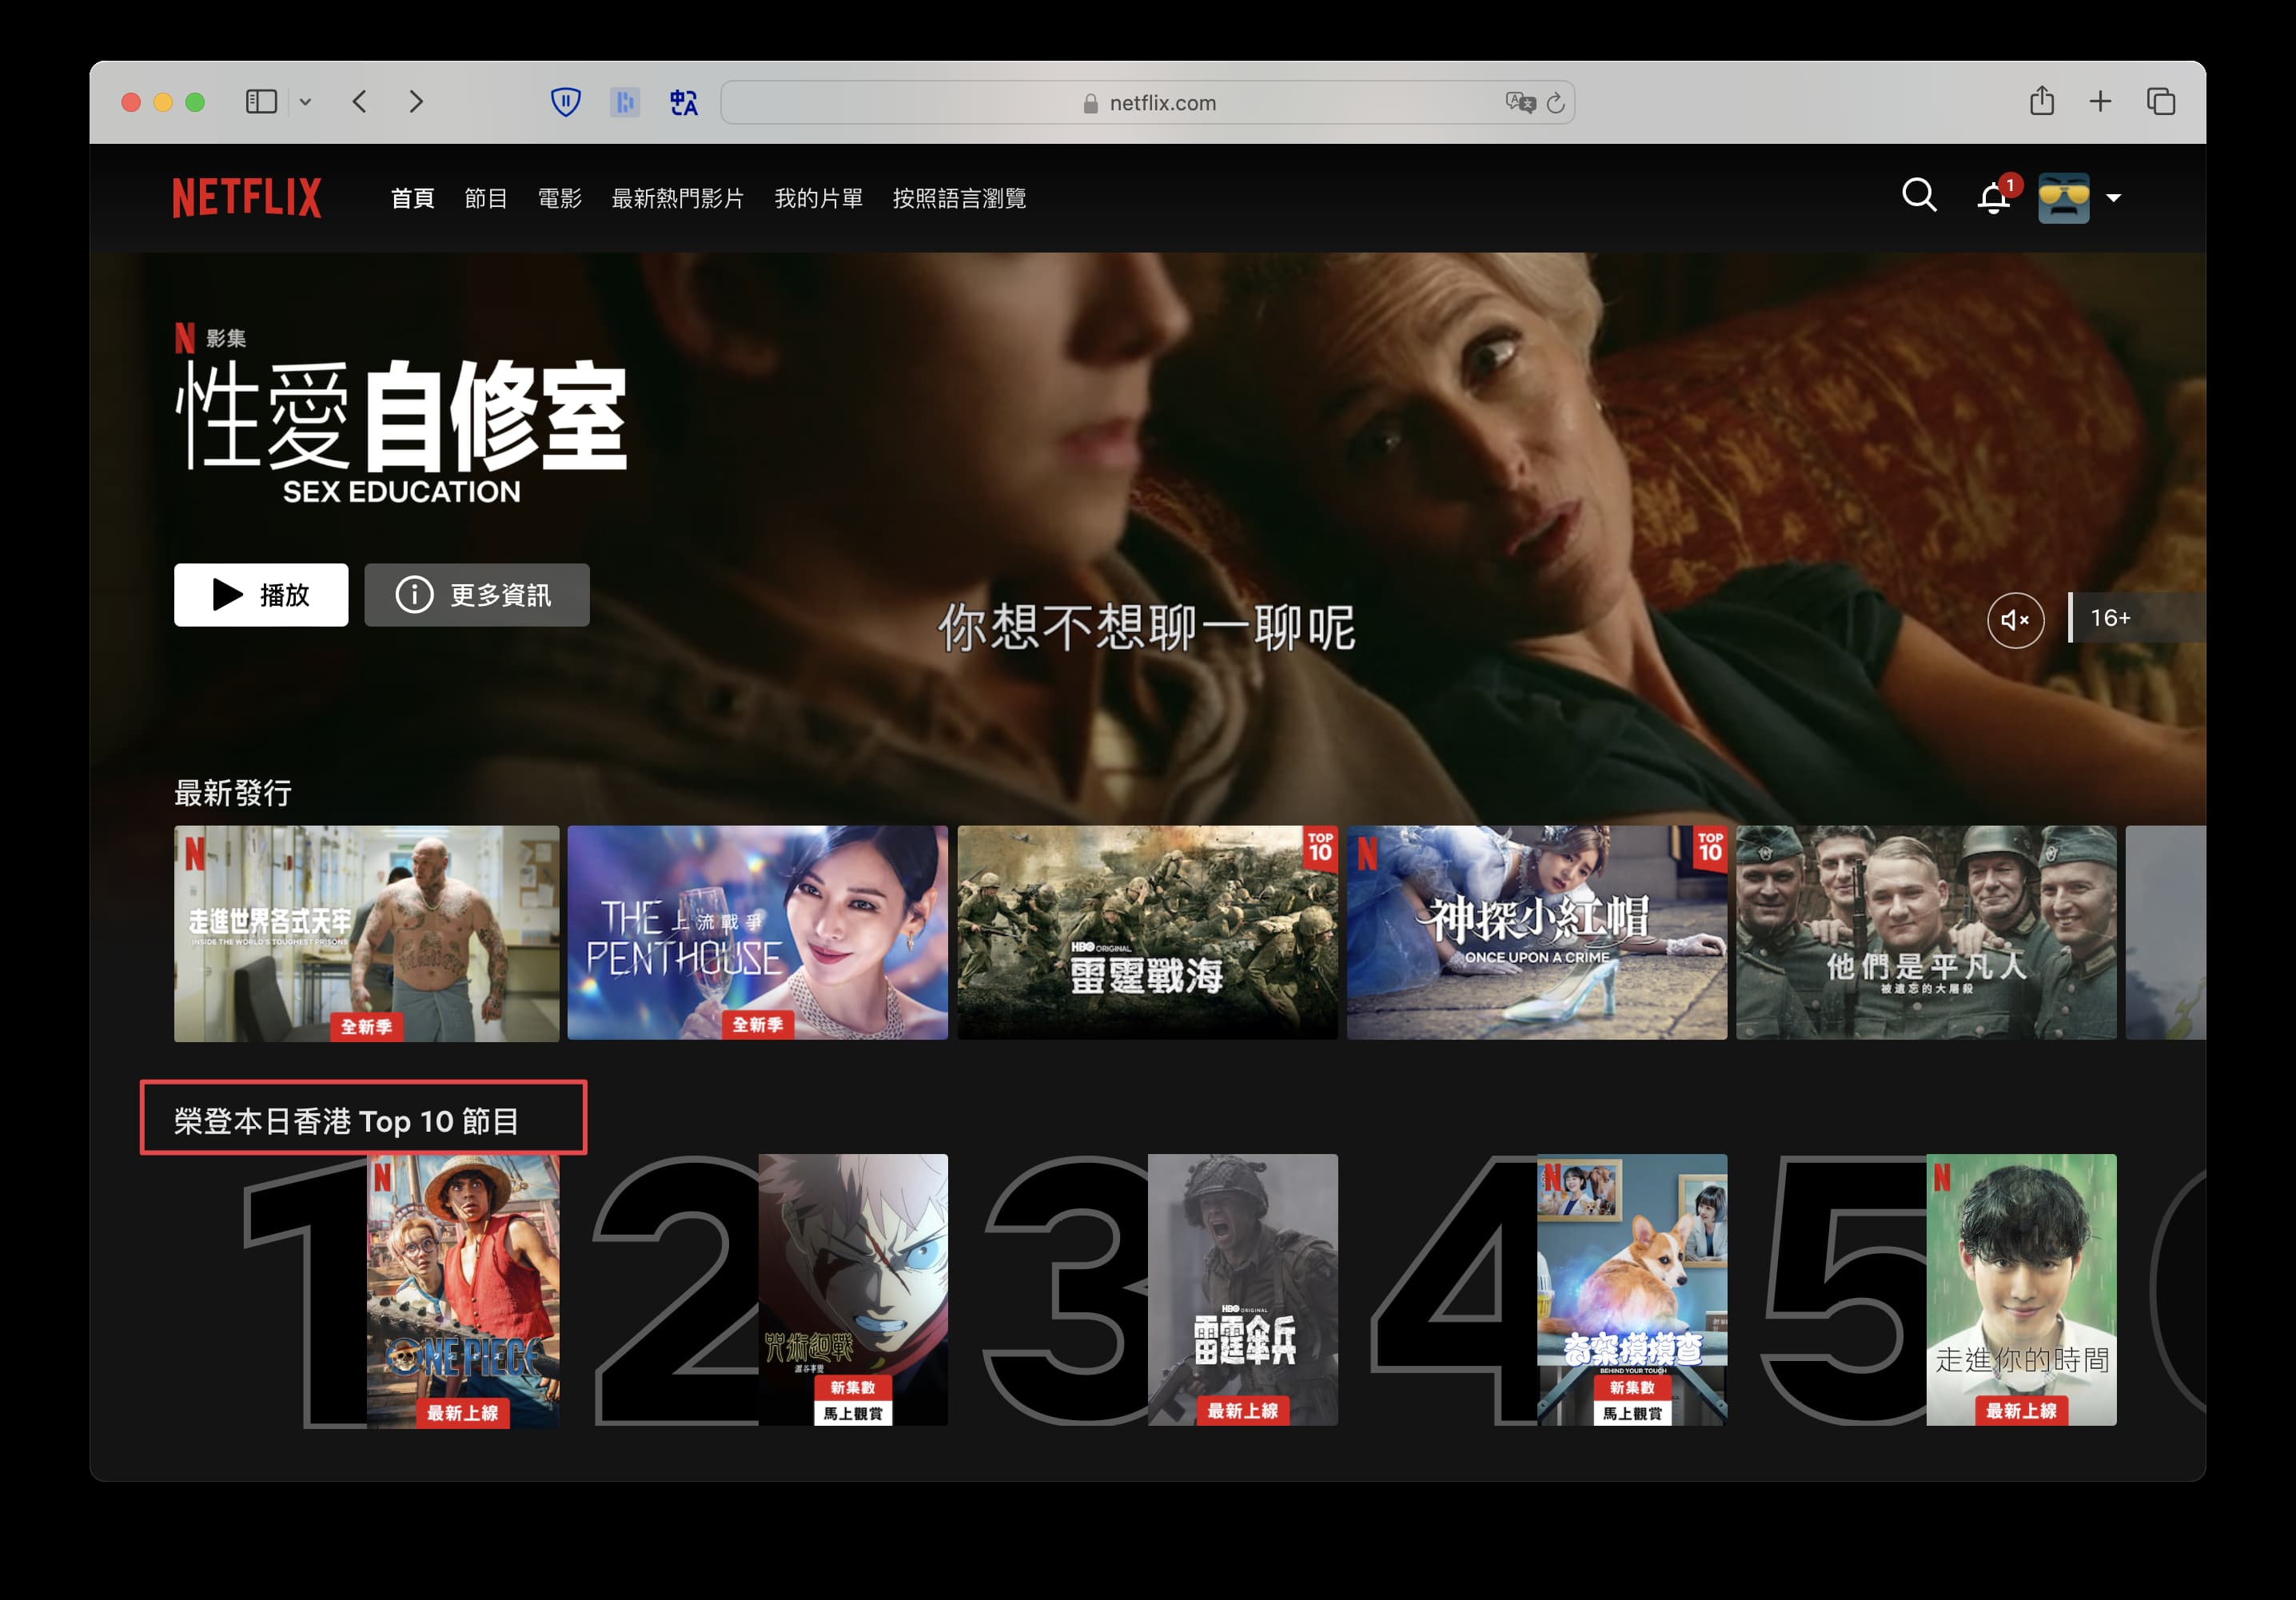 netflix.com
NETFLIX
首頁 節目 電影 最新熱門影片 我的片單 按照語言瀏覽
1
N 影集
性愛自修室
SEX EDUCATION
播放 更多資訊
你想不想聊一聊呢
16+
最新發行
N
走進世界各式天牢
INSIDE THE WORLD'S TOUGHEST PRISONS
全新季
THE 上流戰爭
PENTHOUSE
全新季
TOP
10
HBO ORIGINAL
雷霆戰海
N
TOP
10
神探小紅帽
ONCE UPON A CRIME
他們是平凡人
被遺忘的大屠殺
榮登本日香港 Top 10 節目
1
N
ONE PIECE
最新上線
2
咒術迴戰
澀谷事變
新集數
馬上觀賞
3
HBO ORIGINAL
雷霆傘兵
最新上線
4
N
奇案摸摸查
BEHIND YOUR TOUCH
新集數
馬上觀賞
5
N
走進你的時間
最新上線